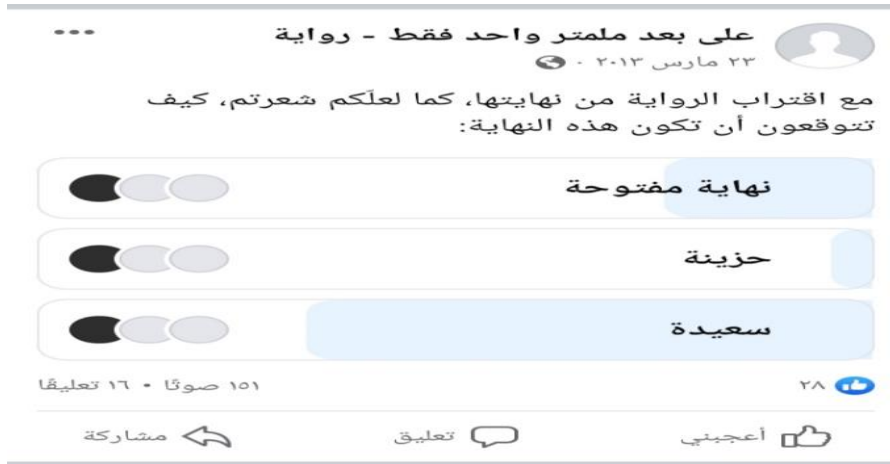 على بعد ملمتر واحد فقط - رواية
٢٣ مارس ٢٠١٣ ·
مع اقتراب الرواية من نهايتها، كما لعلّكم شعرتم، كيف
تتوقعون أن تكون هذه النهاية:
نهاية مفتوحة
حزينة
سعيدة
٢٨
١٥١ صوتًا • ١٦ تعليقًا
أعجبني
تعليق
مشاركة